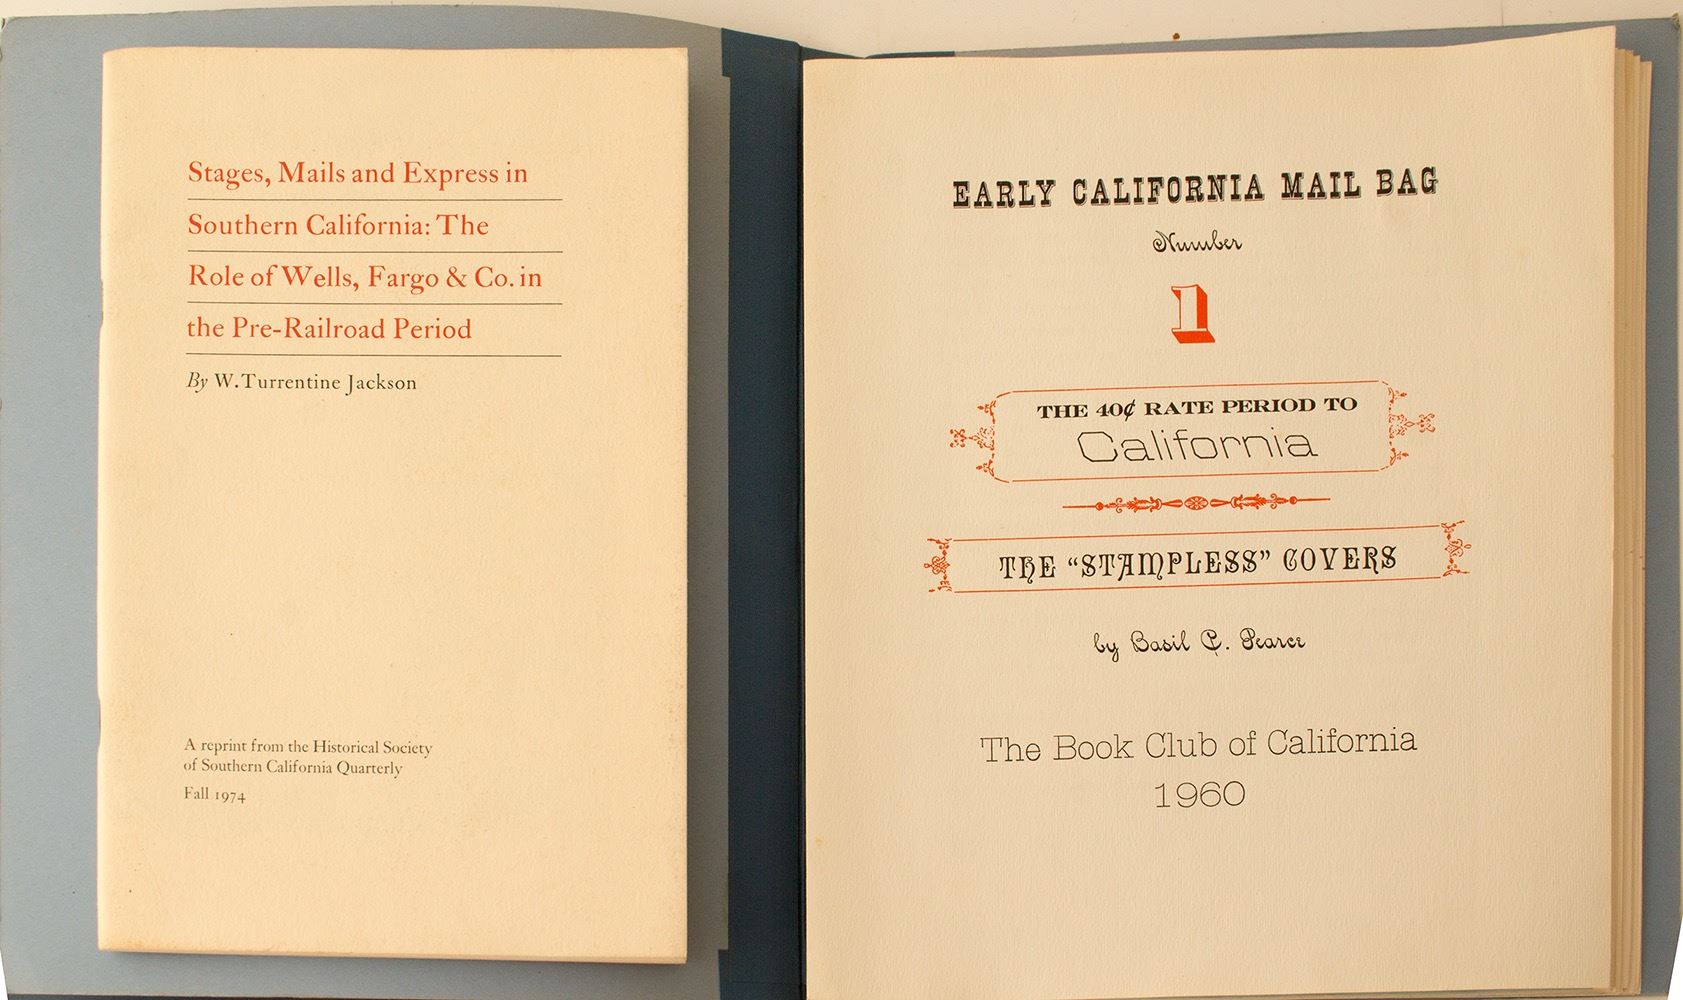 Stages, Mails and Express in
Southern California: The
Role of Wells, Fargo & Co. in
the Pre-Railroad Period
By W. Turrentine Jackson
A reprint from the Historical Society
of Southern California Quarterly
Fall 1974
EARLY CALIFORNIA MAIL BAG
Number
1
THE 40¢ RATE PERIOD TO
California
THE “STAMPLESS” COVERS
by Basil C. Pearce
The Book Club of California
1960